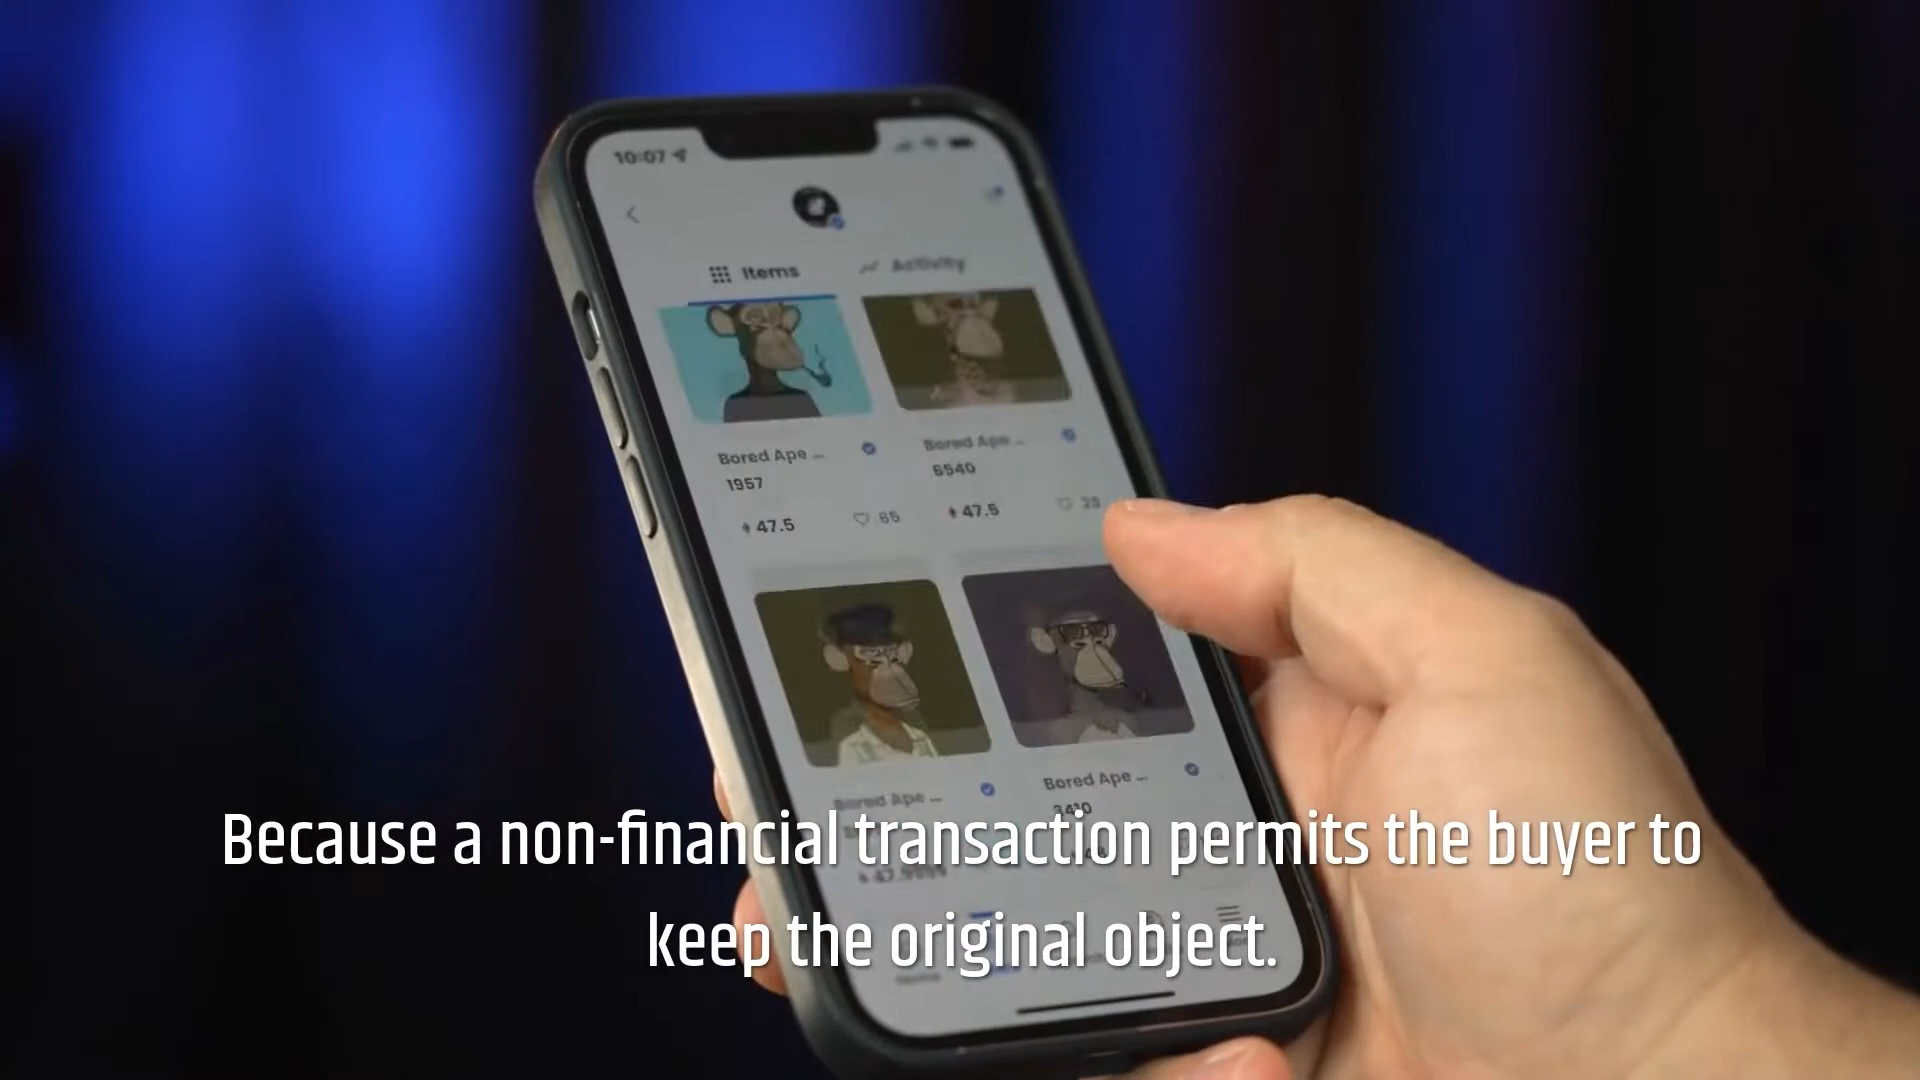 10:07
Items
Activity
Bored Ape ...
1957
47.5
65
Bored Ape ...
6540
47.5
Bored Ape ...
Bored Ape ...
3410
Because a non-financial transaction permits the buyer to
keep the original object.